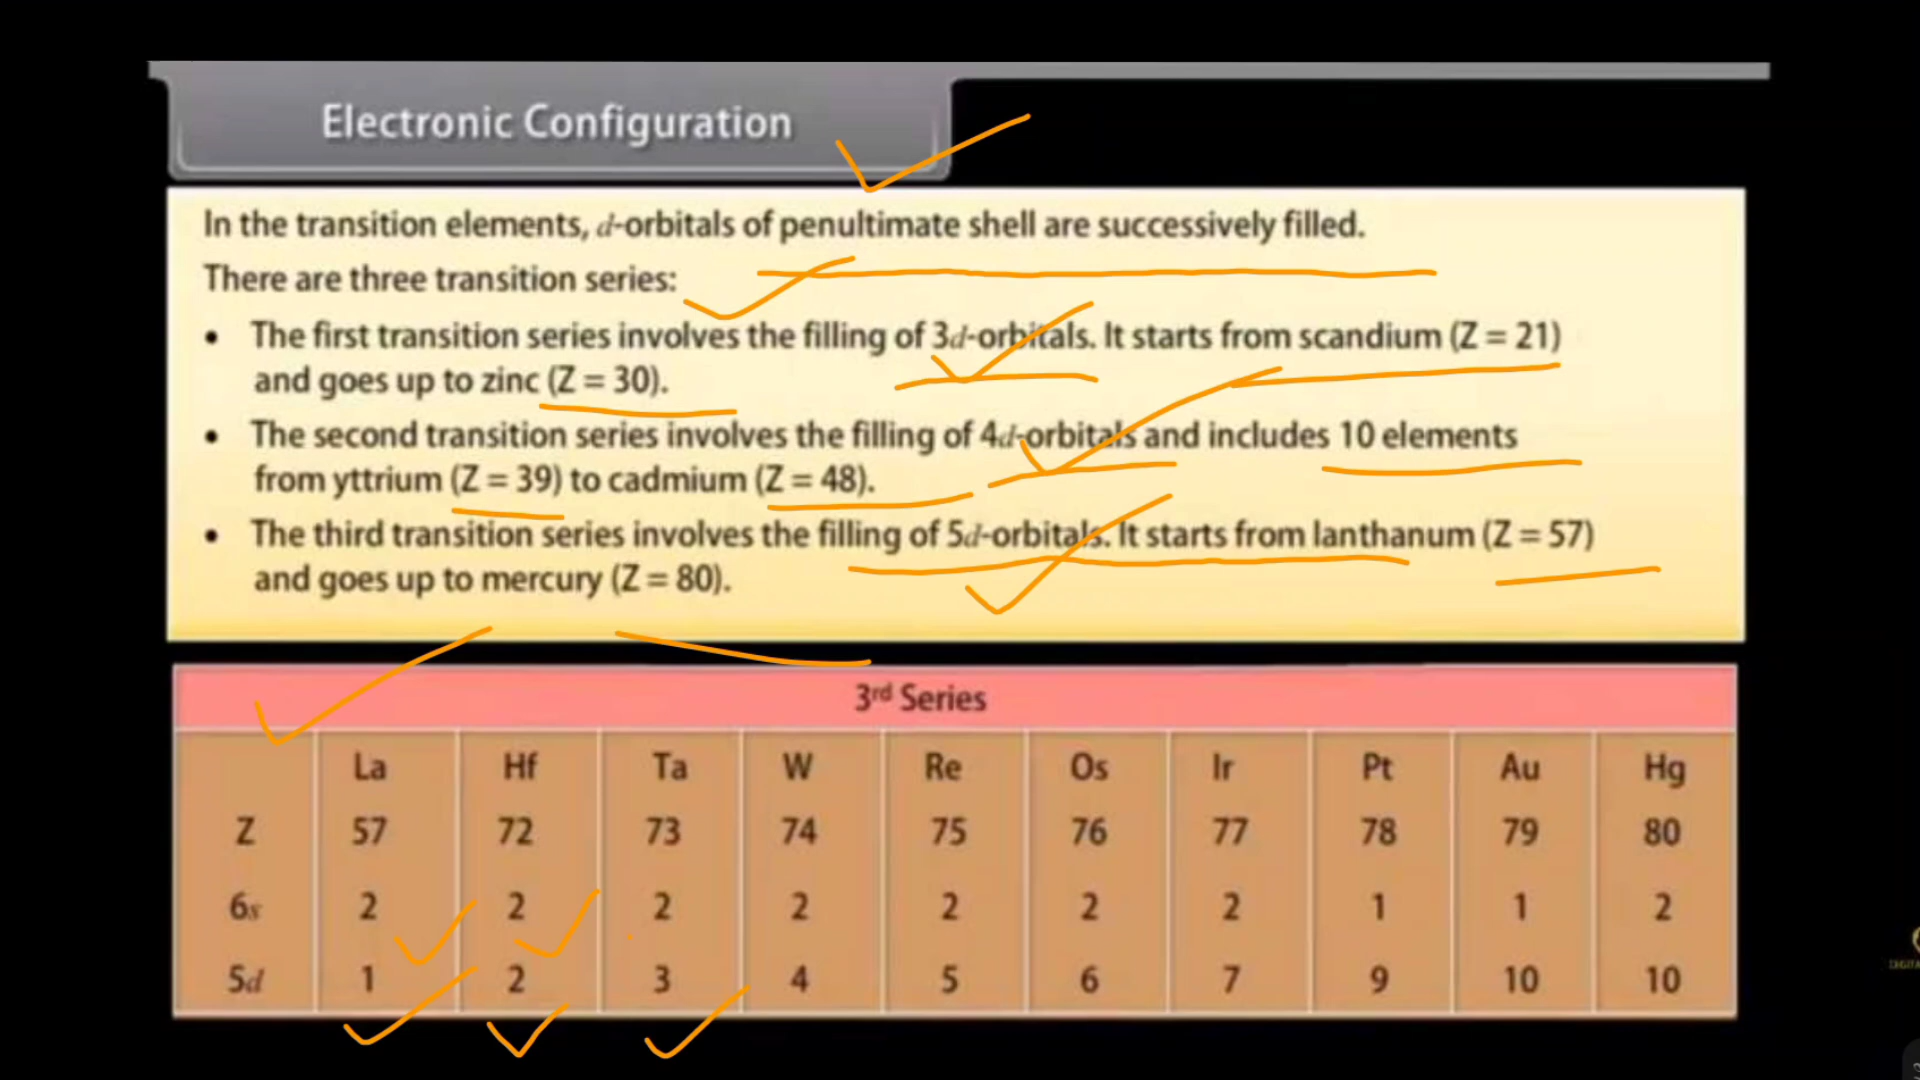 Electronic Configuration
In the transition elements, d-orbitals of penultimate shell are successively filled.
There are three transition series:
• The first transition series involves the filling of 3d-orbitals. It starts from scandium (Z = 21)
and goes up to zinc (Z = 30).
• The second transition series involves the filling of 4d-orbitals and includes 10 elements
from yttrium (Z = 39) to cadmium (Z = 48).
• The third transition series involves the filling of 5d-orbitals. It starts from lanthanum (Z = 57)
and goes up to mercury (Z = 80).
3rd Series
La Hf Ta W Re Os Ir Pt Au Hg
Z 57 72 73 74 75 76 77 78 79 80
6s 2 2 2 2 2 2 2 1 1 2
5d 1 2 3 4 5 6 7 9 10 10